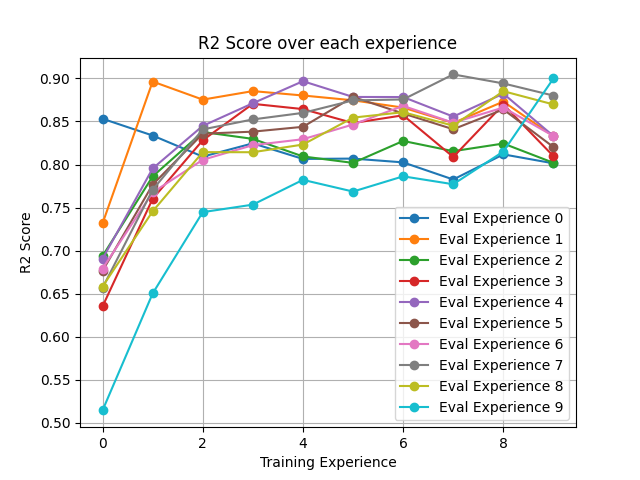 R2 Score over each experience
R2 Score
0.90
0.85
0.80
0.75
0.70
0.65
0.60
0.55
0.50
Eval Experience 0
Eval Experience 1
Eval Experience 2
Eval Experience 3
Eval Experience 4
Eval Experience 5
Eval Experience 6
Eval Experience 7
Eval Experience 8
Eval Experience 9
0 2 4 6 8
Training Experience